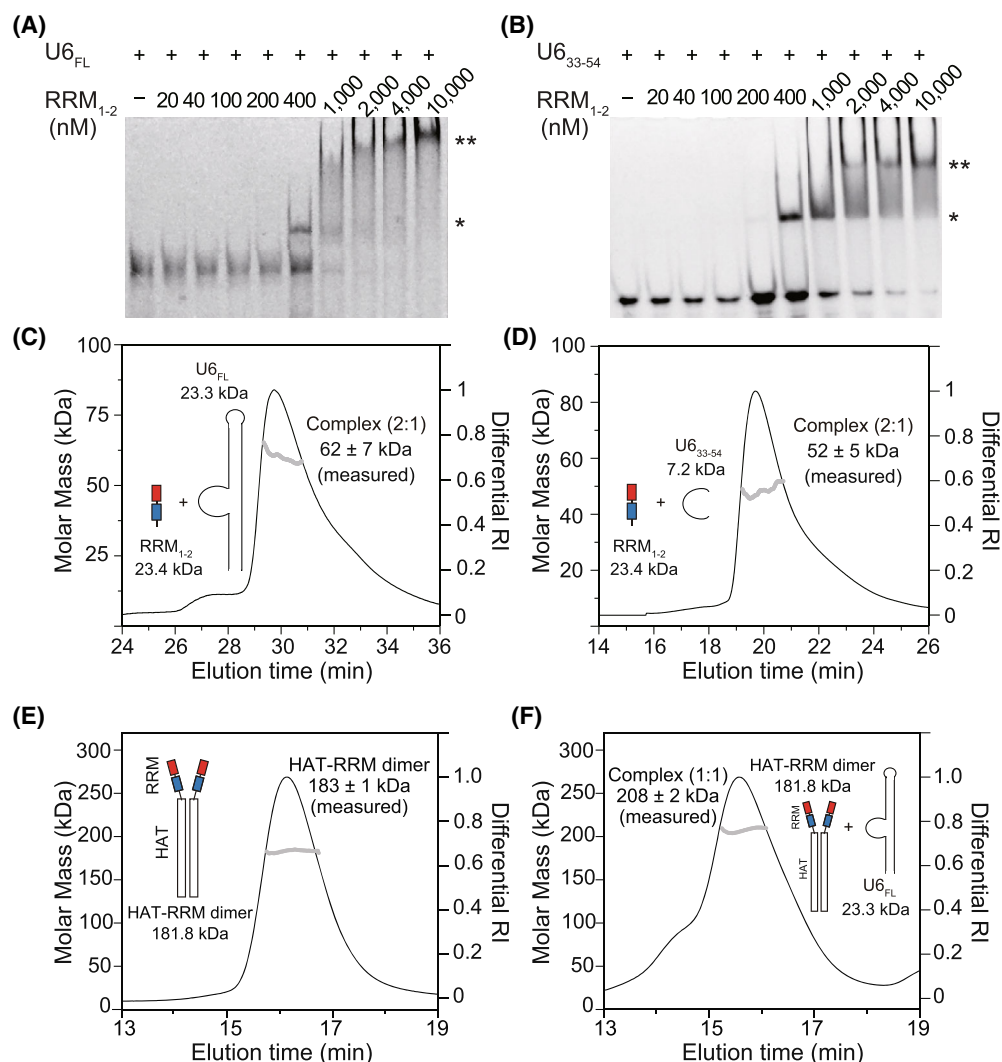 (A)
U6FL + + + + + + + + + +
RRM1-2 – 20 40 100 200 400 1,000 2,000 4,000 10,000
(nM)
**
*
(B)
U633-54 + + + + + + + + + +
RRM1-2 – 20 40 100 200 400 1,000 2,000 4,000 10,000
(nM)
**
*
(C)
Molar Mass (kDa)
100
75
50
25
U6FL
23.3 kDa
+
RRM1-2
23.4 kDa
Complex (2:1)
62 ± 7 kDa
(measured)
1
0.8
0.6
0.4
0.2
0
Differential RI
24 26 28 30 32 34 36
Elution time (min)
(D)
Molar Mass (kDa)
100
80
60
40
20
U633-54
7.2 kDa
+
RRM1-2
23.4 kDa
Complex (2:1)
52 ± 5 kDa
(measured)
1
0.8
0.6
0.4
0.2
0
Differential RI
14 16 18 20 22 24 26
Elution time (min)
(E)
Molar Mass (kDa)
300
250
200
150
100
50
0
RRM
HAT
HAT-RRM dimer
181.8 kDa
HAT-RRM dimer
183 ± 1 kDa
(measured)
1.0
0.8
0.6
0.4
0.2
0
Differential RI
13 15 17 19
Elution time (min)
(F)
Molar Mass (kDa)
300
250
200
150
100
50
0
Complex (1:1)
208 ± 2 kDa
(measured)
HAT-RRM dimer
181.8 kDa
RRM
HAT
+
U6FL
23.3 kDa
1.0
0.8
0.6
0.4
0.2
0
Differential RI
13 15 17 19
Elution time (min)